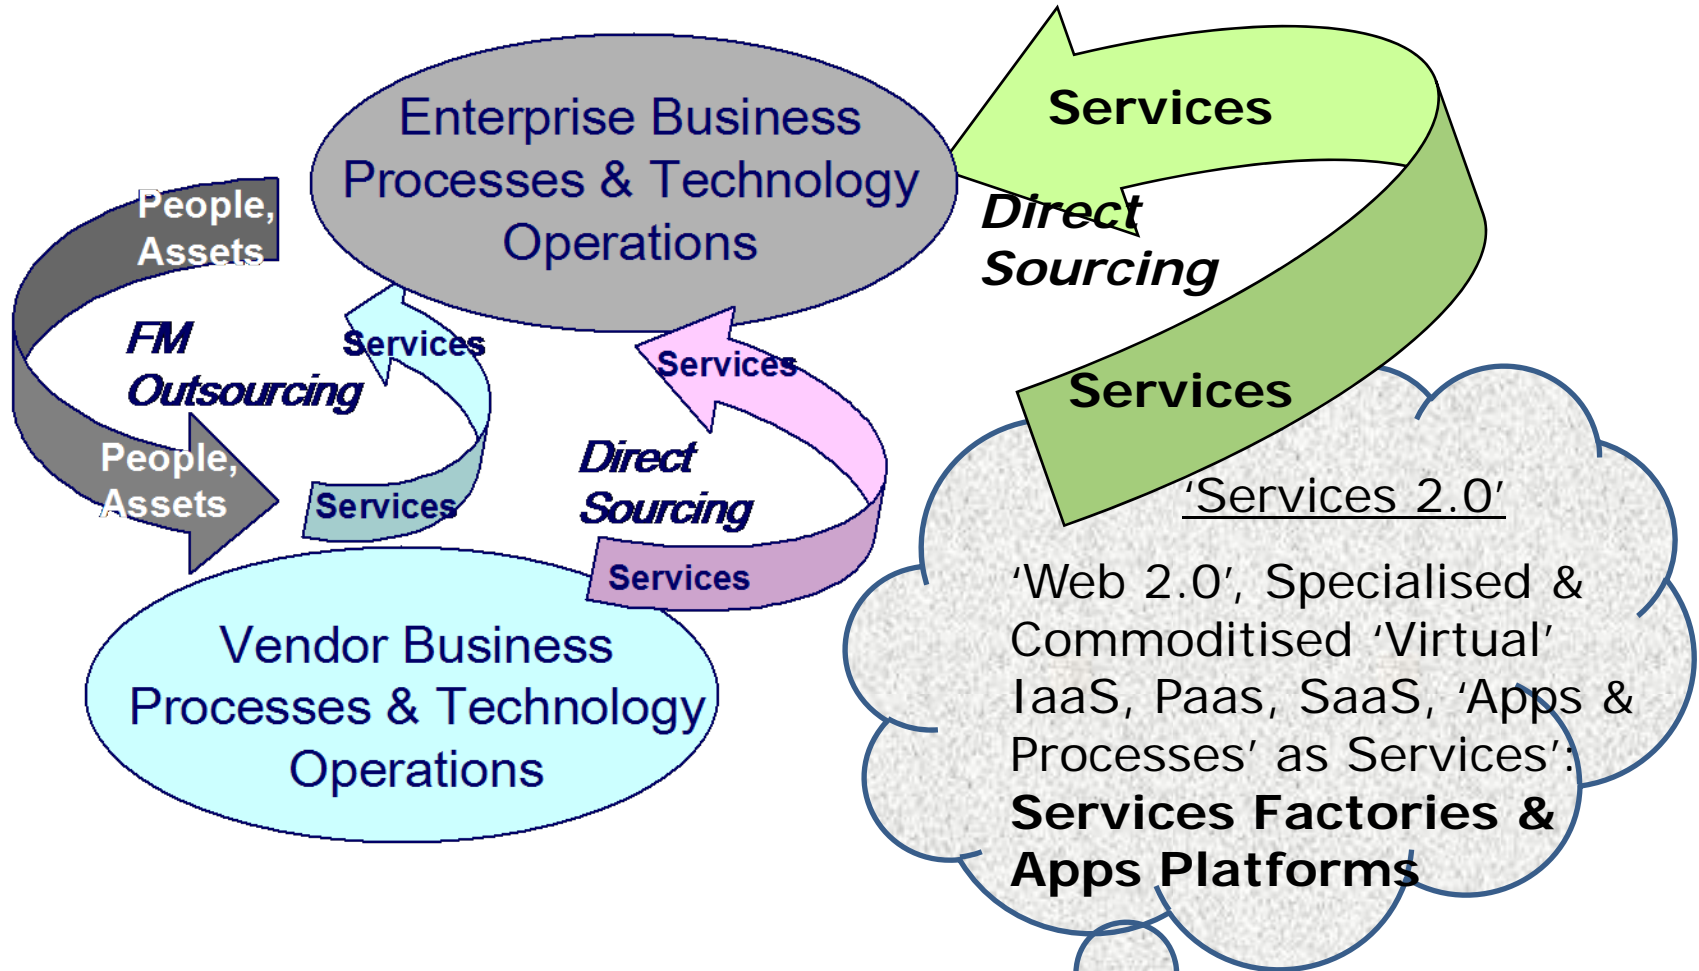 Enterprise Business
Processes & Technology
Operations
Services
Direct
Sourcing
Services
People,
Assets
FM
Outsourcing
People,
Assets
Services
Services
Services
Direct
Sourcing
Services
Vendor Business
Processes & Technology
Operations
‘Services 2.0’
‘Web 2.0’, Specialised &
Commoditised ‘Virtual’
IaaS, Paas, SaaS, ‘Apps &
Processes’ as Services’:
Services Factories &
Apps Platforms